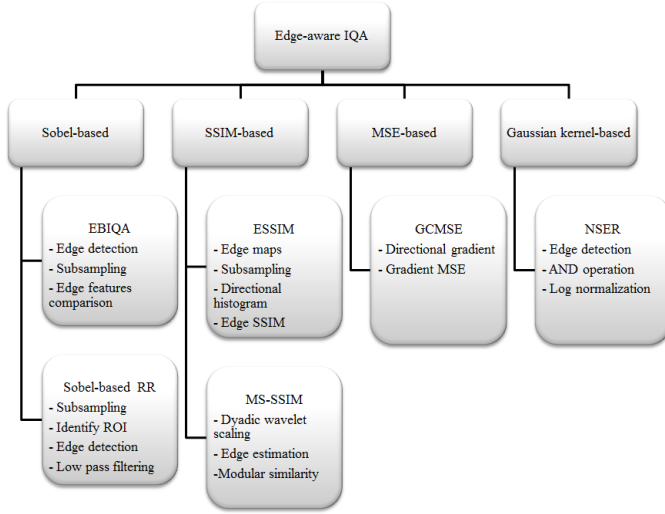 Edge-aware IQA
Sobel-based
SSIM-based
MSE-based
Gaussian kernel-based
EBIQA
- Edge detection
- Subsampling
- Edge features
comparison
ESSIM
- Edge maps
- Subsampling
- Directional
histogram
- Edge SSIM
GCMSE
- Directional gradient
- Gradient MSE
NSER
- Edge detection
- AND operation
- Log normalization
Sobel-based RR
- Subsampling
- Identify ROI
- Edge detection
- Low pass filtering
MS-SSIM
- Dyadic wavelet
scaling
- Edge estimation
-Modular similarity